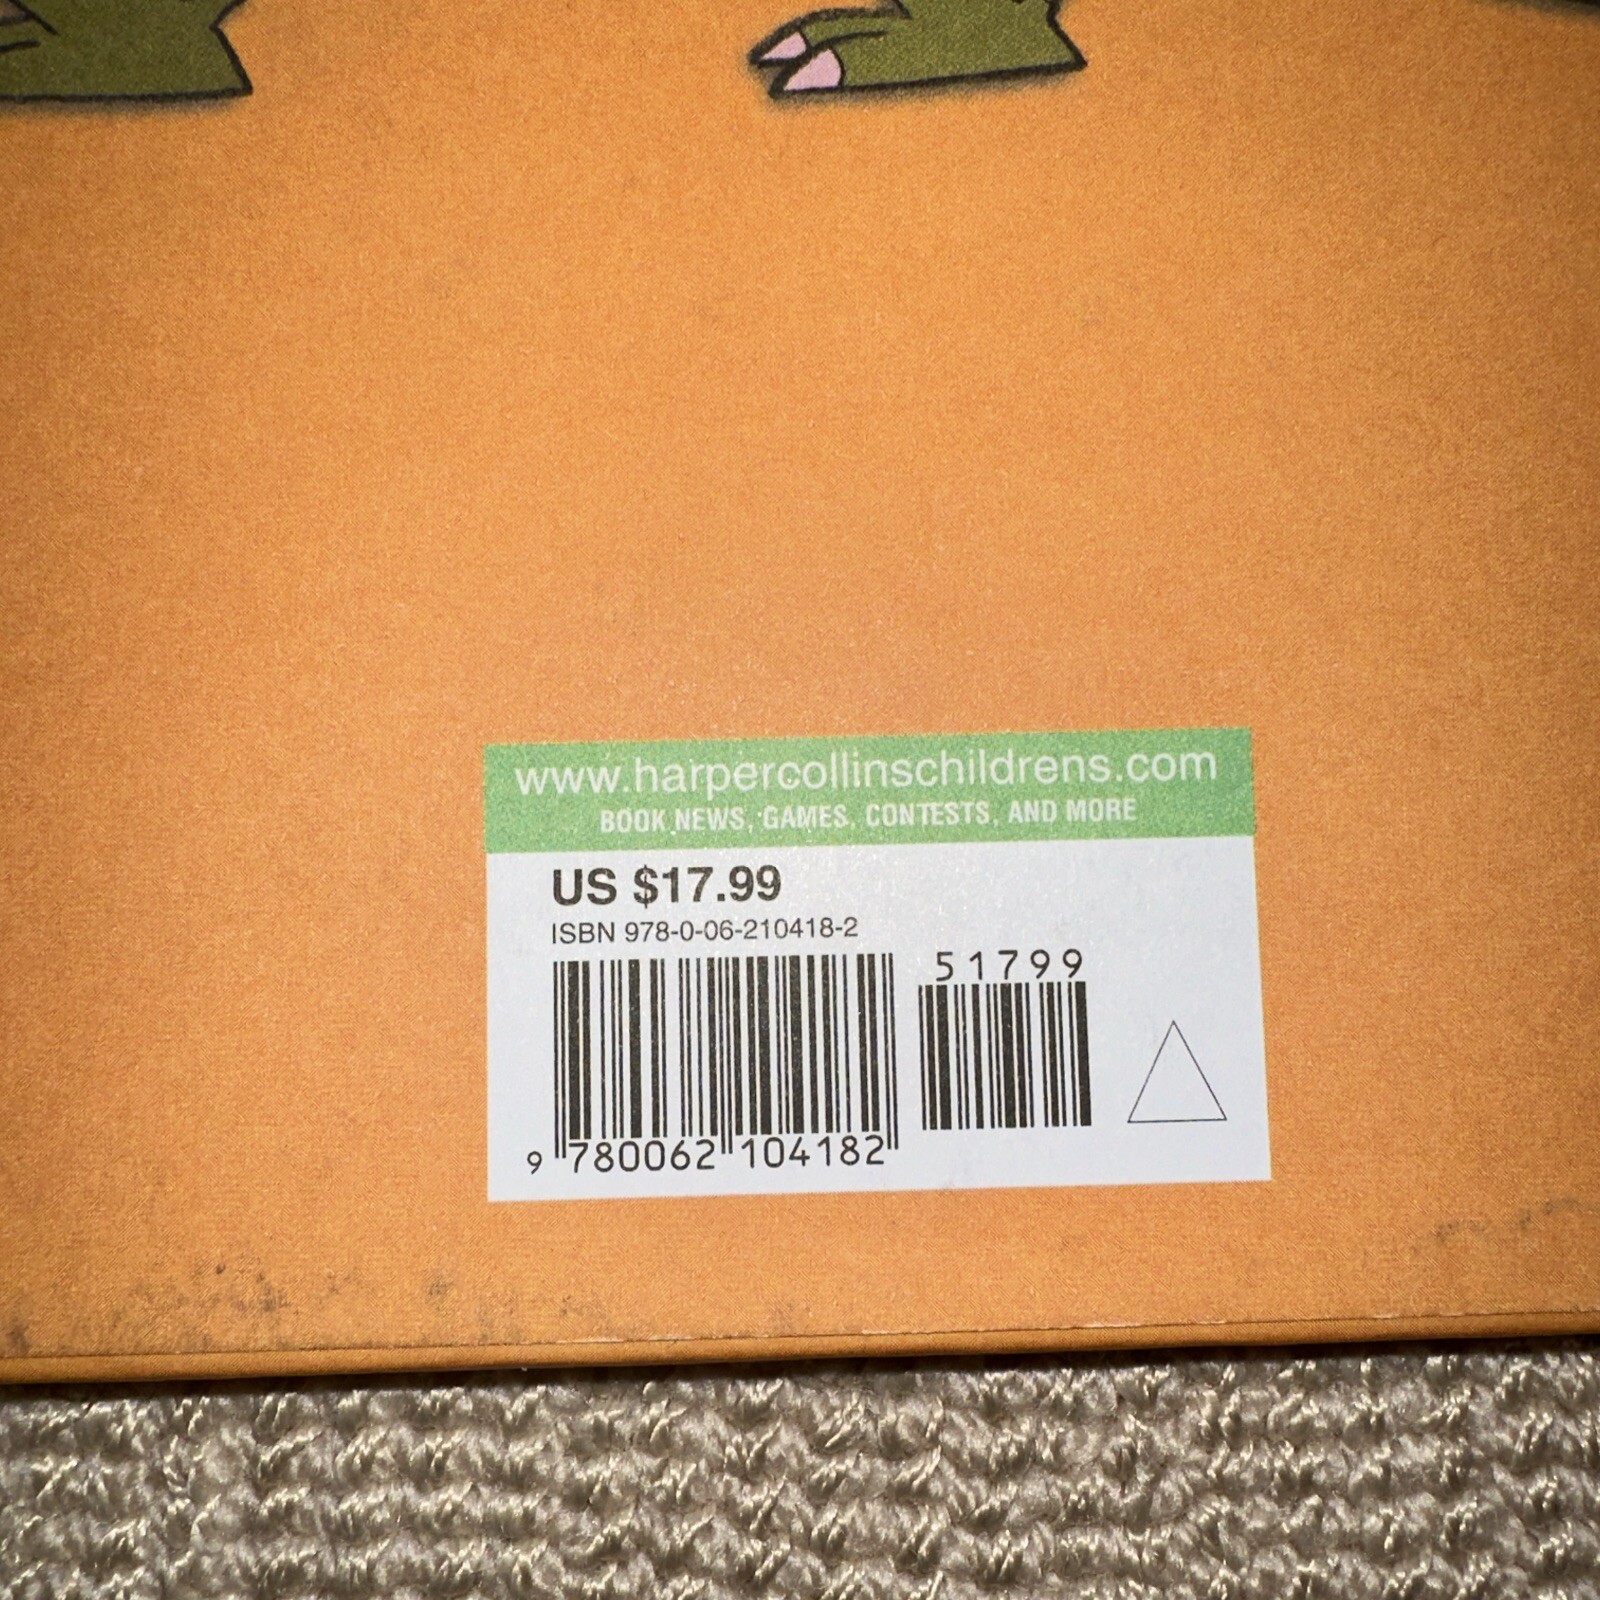 www.harpercollinschildrens.com
BOOK NEWS, GAMES, CONTESTS, AND MORE
US $17.99
ISBN 978-0-06-210418-2
51799
9 780062 104182